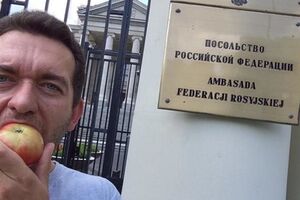 ПОСОЛЬСТВО
РОССИЙСКОЙ ФЕДЕРАЦИИ
AMBASADA
FEDERACJI ROSYJSKIEJ